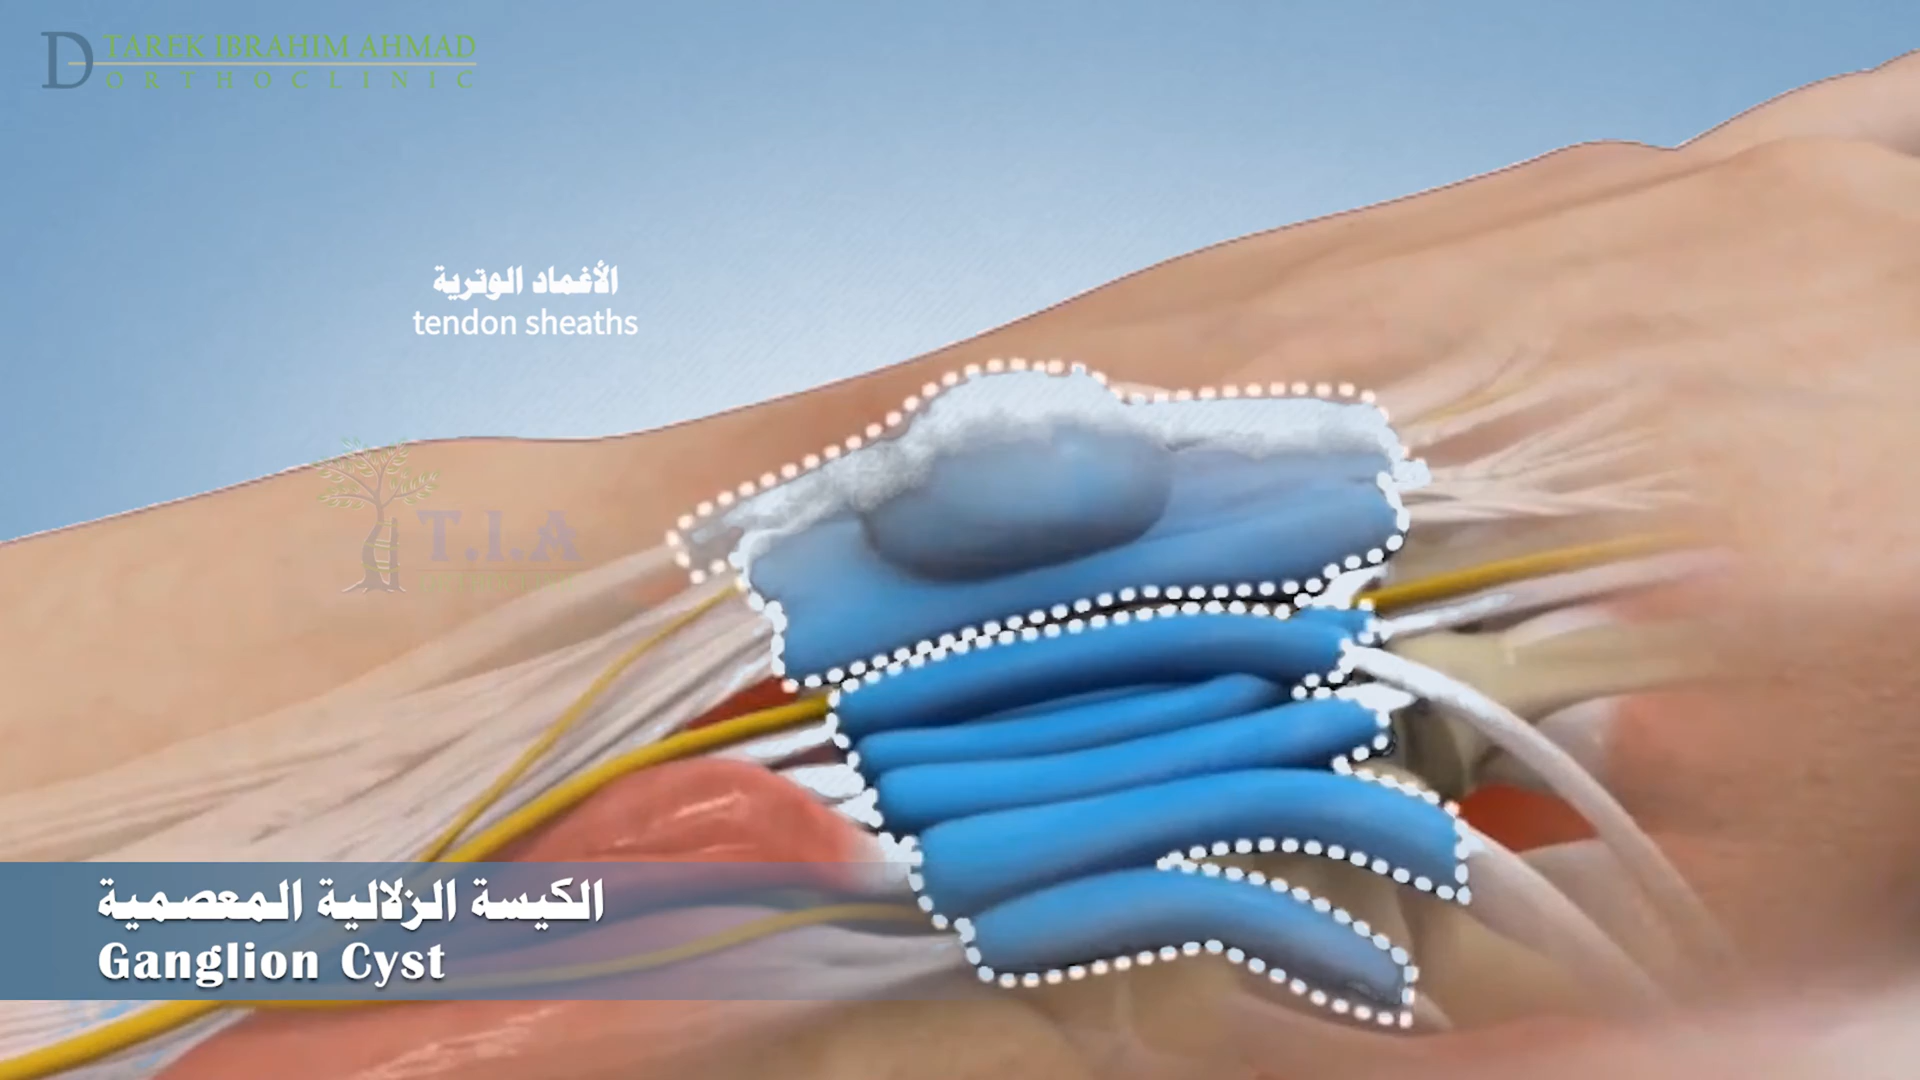 D TAREK IBRAHIM AHMAD
ORTHOCLINIC
الأغماد الوترية
tendon sheaths
T.I.A
الكيسة الزلالية المعصمية
Ganglion Cyst